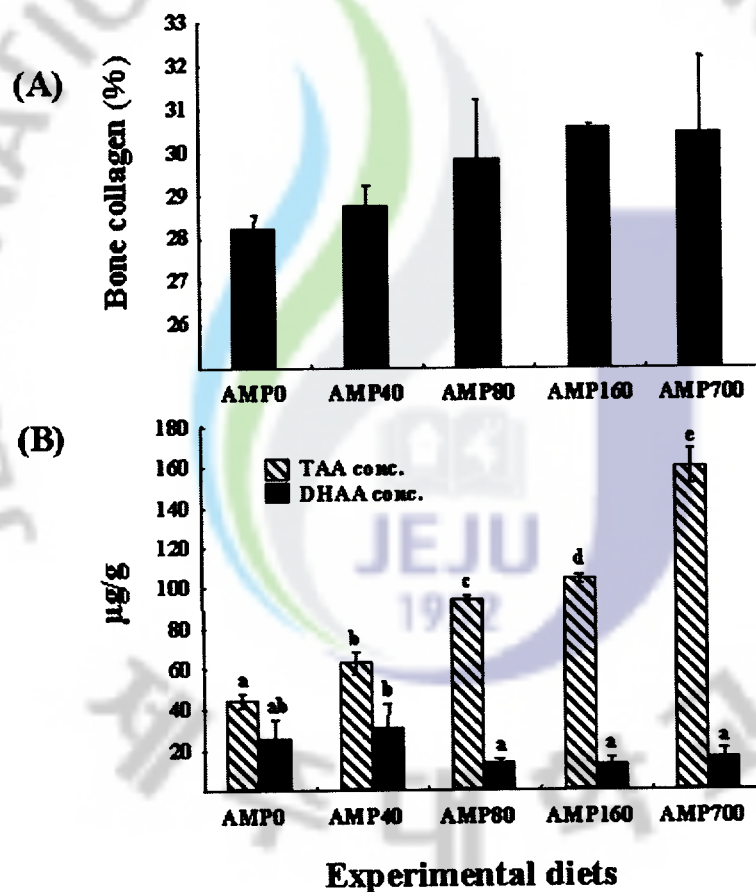 (A)
Bone collagen (%)
33
32
31
30
29
28
27
26
AMP0 AMP40 AMP80 AMP160 AMP700
(B)
µg/g
180
160
140
120
100
80
60
40
20
TAA conc.
DHAA conc.
a ab b b c a d a e a
AMP0 AMP40 AMP80 AMP160 AMP700
Experimental diets
JEJU
1952